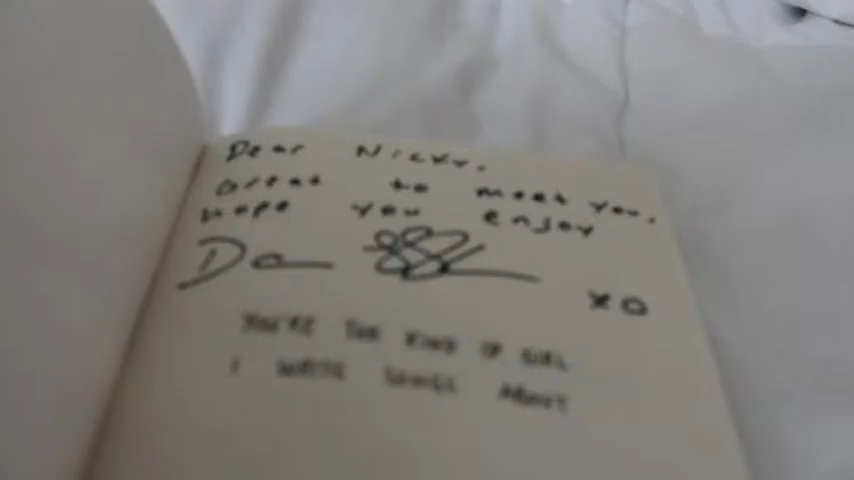 Dear Nicky,
Great to meet you.
Hope you enjoy
Da
XO
YOU'RE THE KIND OF GIRL
I WRITE SONGS ABOUT